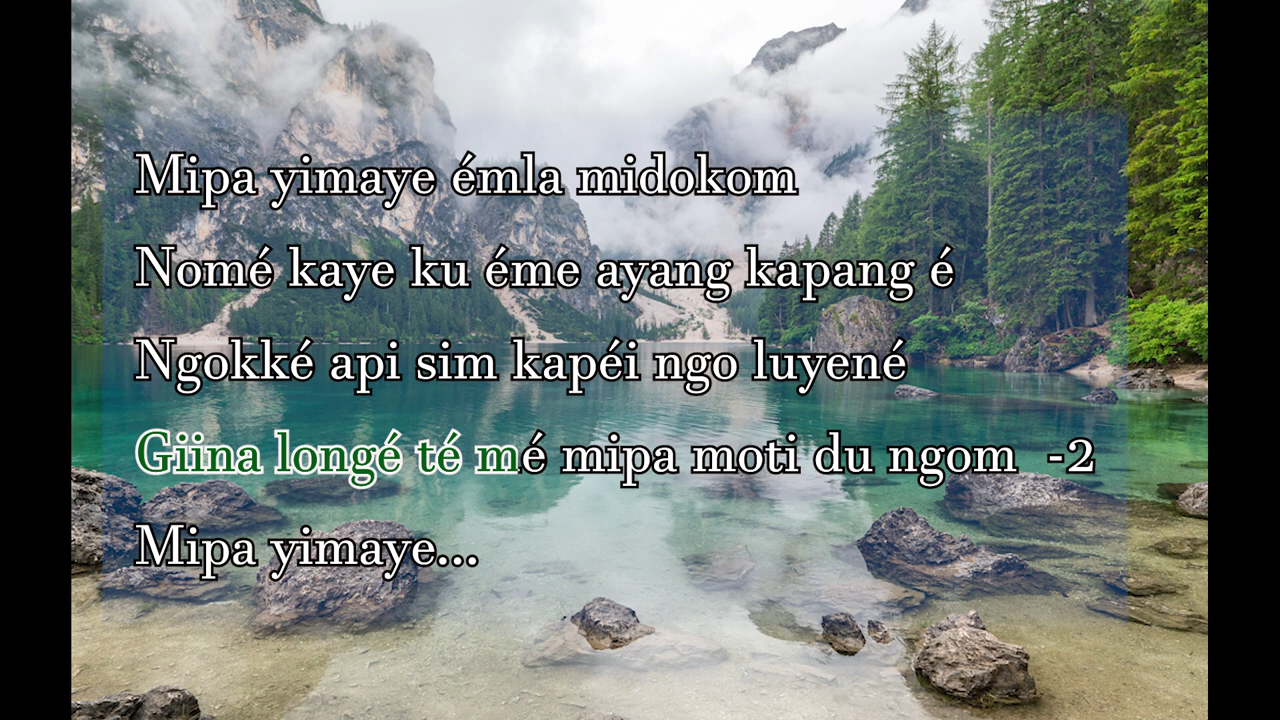 Mipa yimaye émla midokom
Nomé kaye ku éme ayang kapang é
Ngokké api sim kapéi ngo luyené
Giina longé té mé mipa moti du ngom -2
Mipa yimaye...